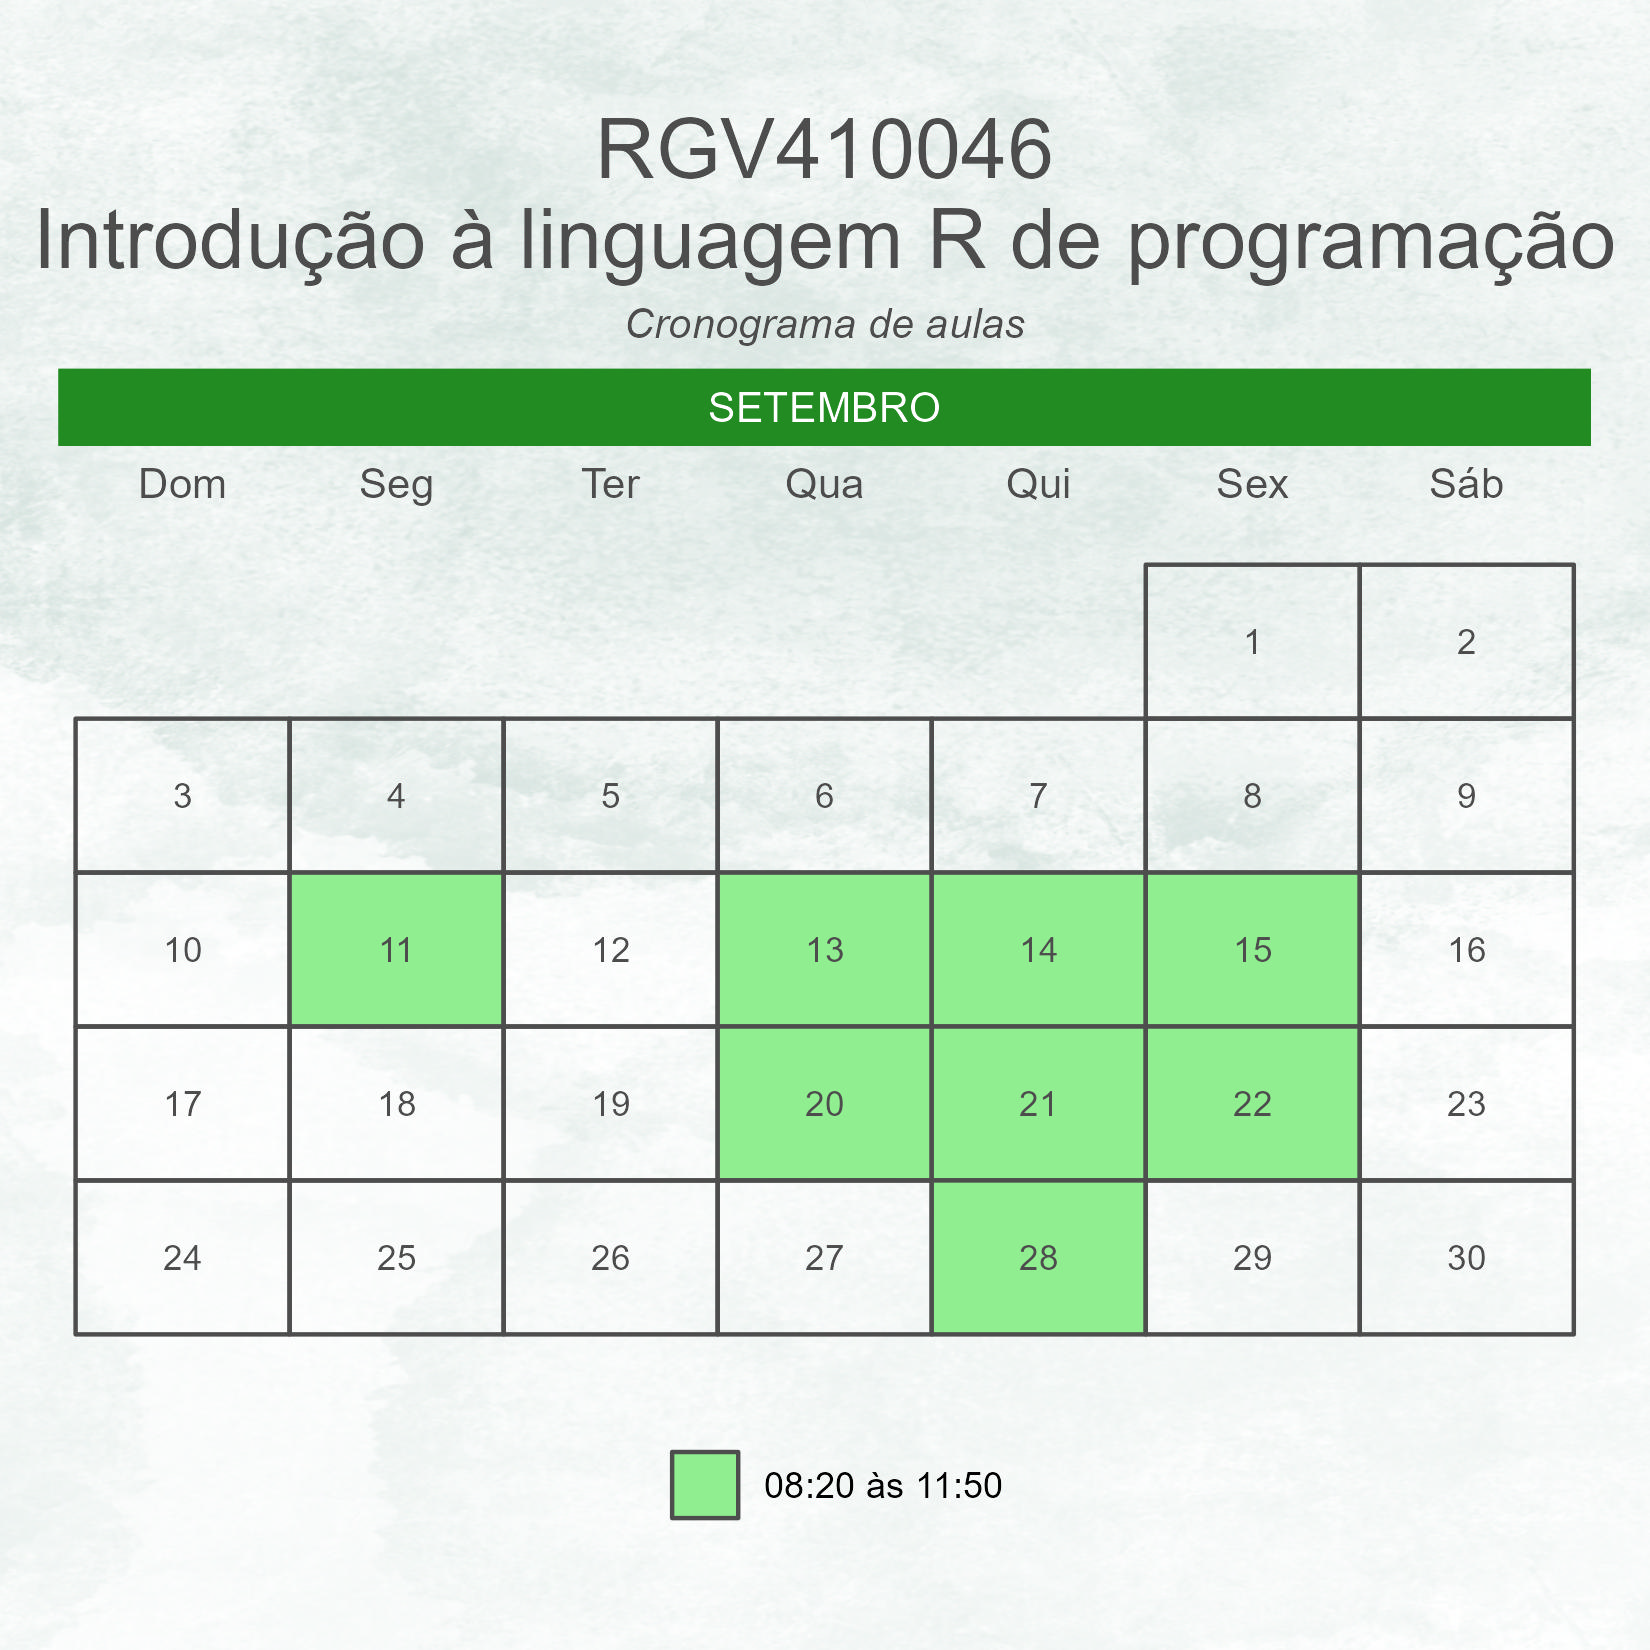 RGV410046
Introdução à linguagem R de programação
Cronograma de aulas
SETEMBRO
Dom Seg Ter Qua Qui Sex Sáb
1 2
3 4 5 6 7 8 9
10 11 12 13 14 15 16
17 18 19 20 21 22 23
24 25 26 27 28 29 30
08:20 às 11:50